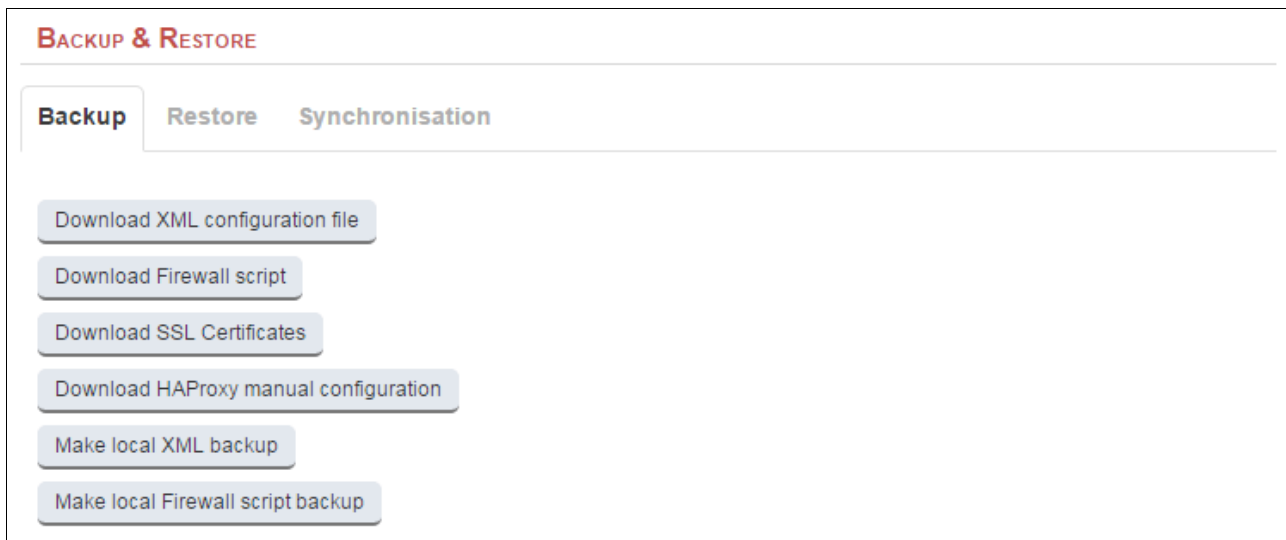 BACKUP & RESTORE
Backup Restore Synchronisation
Download XML configuration file
Download Firewall script
Download SSL Certificates
Download HAProxy manual configuration
Make local XML backup
Make local Firewall script backup